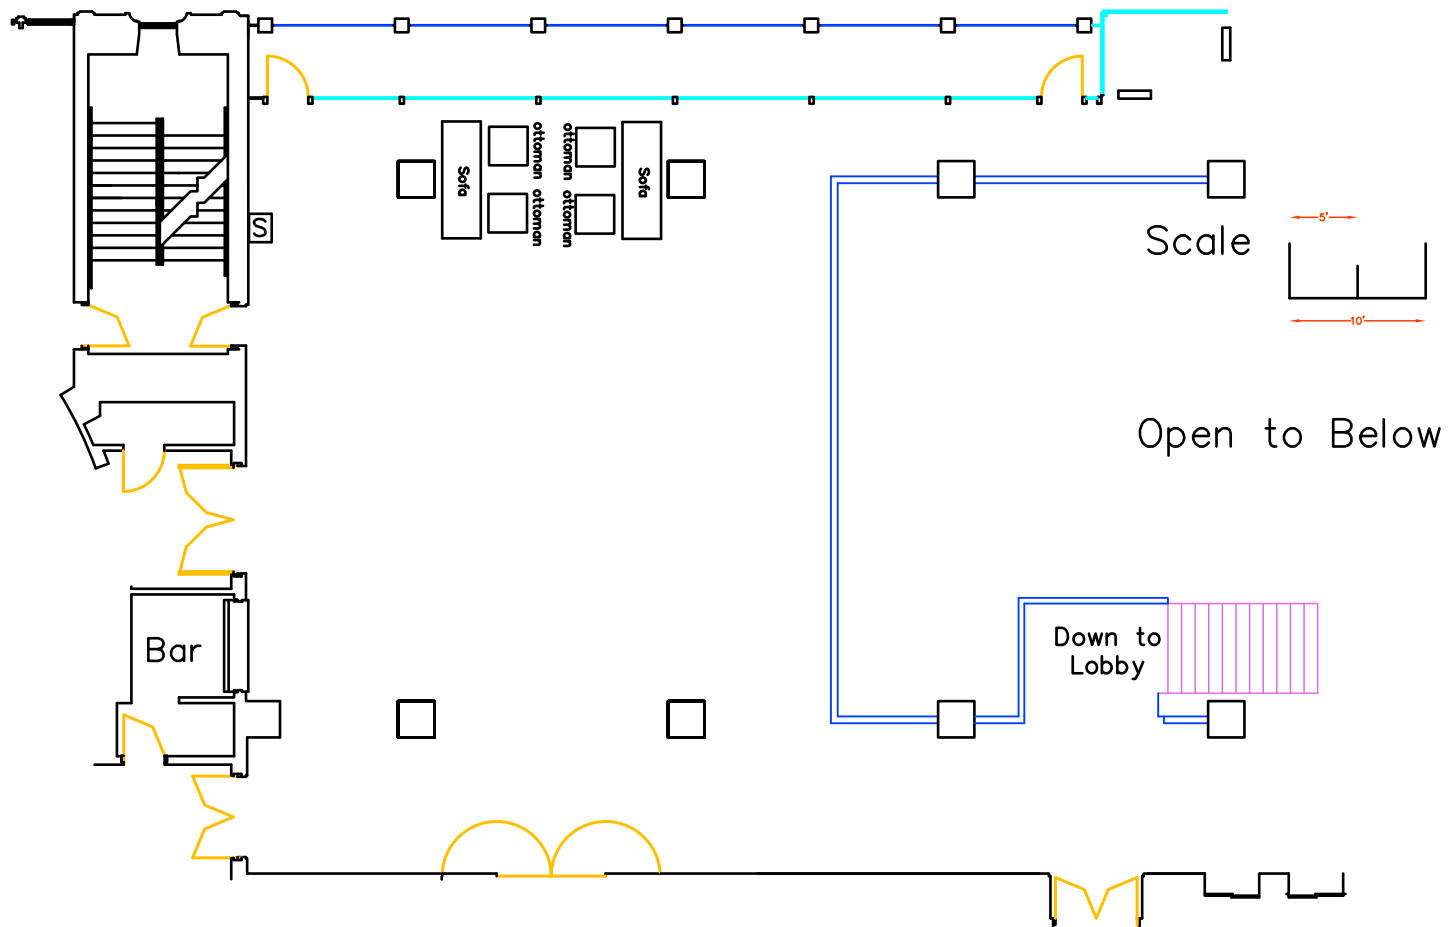 ottoman
ottoman
Sofa
Sofa
ottoman
ottoman
S
5'
Scale
10'
Open to Below
Bar
Down to
Lobby